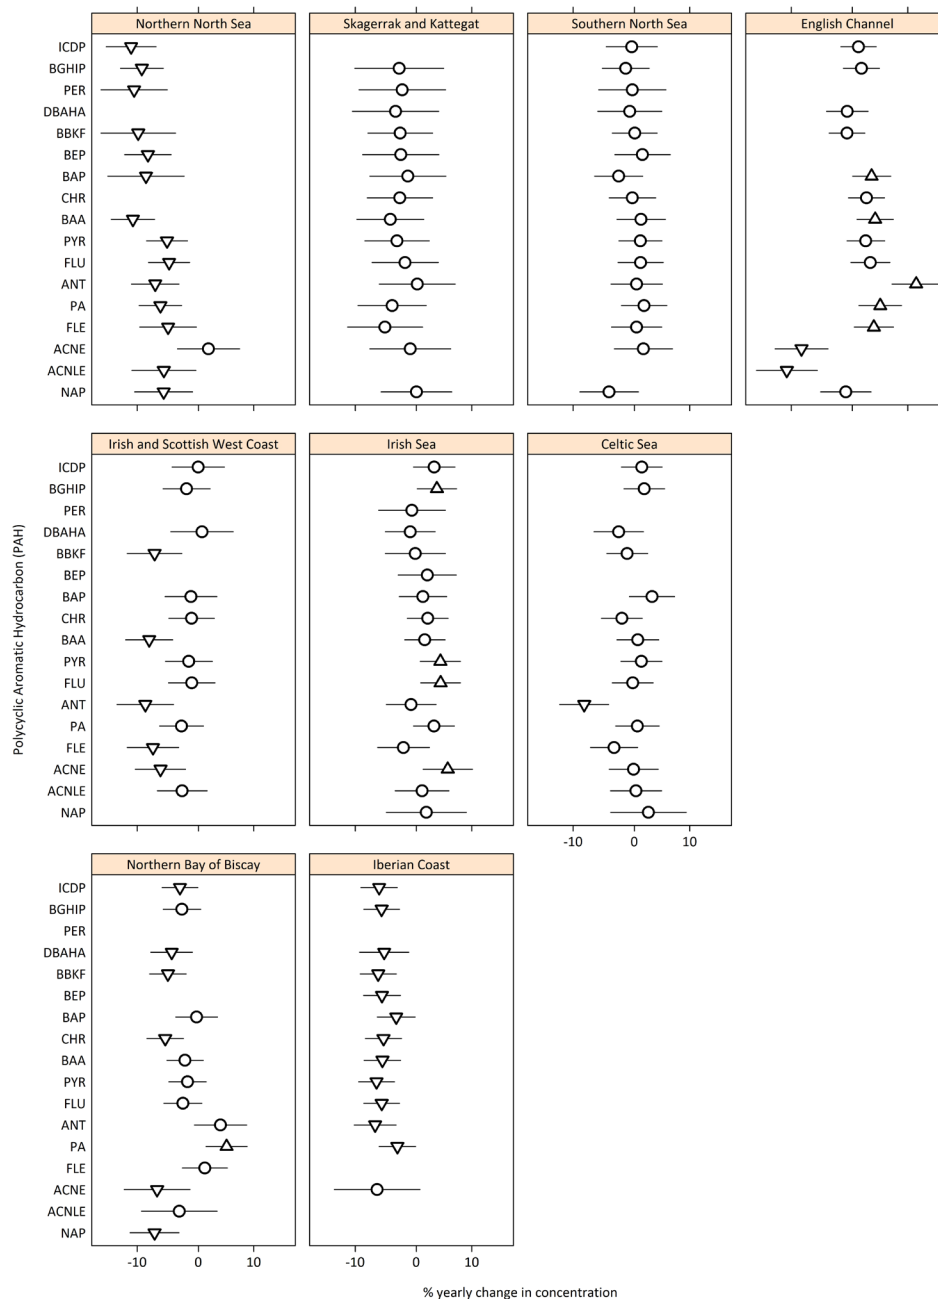 Northern North Sea Skagerrak and Kattegat Southern North Sea English Channel
ICDP
BGHIP
PER
DBAHA
BBKF
BEP
BAP
CHR
BAA
PYR
FLU
ANT
PA
FLE
ACNE
ACNLE
NAP
Irish and Scottish West Coast Irish Sea Celtic Sea
ICDP
BGHIP
PER
DBAHA
BBKF
BEP
BAP
CHR
BAA
PYR
FLU
ANT
PA
FLE
ACNE
ACNLE
NAP
-10 0 10
Polycyclic Aromatic Hydrocarbon (PAH)
Northern Bay of Biscay Iberian Coast
ICDP
BGHIP
PER
DBAHA
BBKF
BEP
BAP
CHR
BAA
PYR
FLU
ANT
PA
FLE
ACNE
ACNLE
NAP
-10 0 10 -10 0 10
% yearly change in concentration